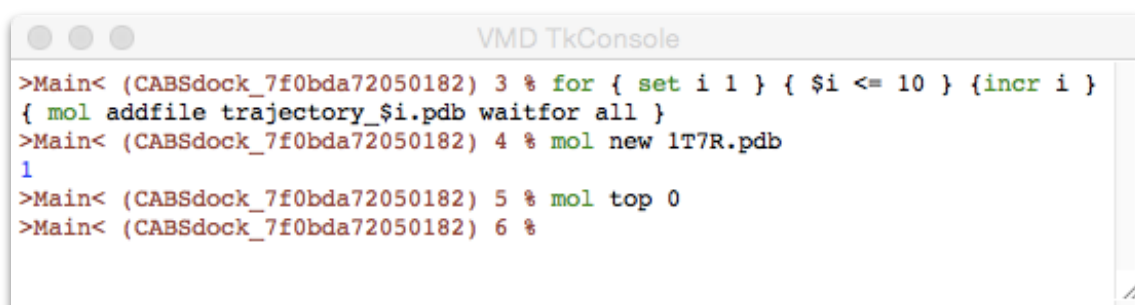 VMD TkConsole
>Main< (CABSdock_7f0bda72050182) 3 % for { set i 1 } { $i <= 10 } {incr i }
{ mol addfile trajectory_$i.pdb waitfor all }
>Main< (CABSdock_7f0bda72050182) 4 % mol new 1T7R.pdb
1
>Main< (CABSdock_7f0bda72050182) 5 % mol top 0
>Main< (CABSdock_7f0bda72050182) 6 %